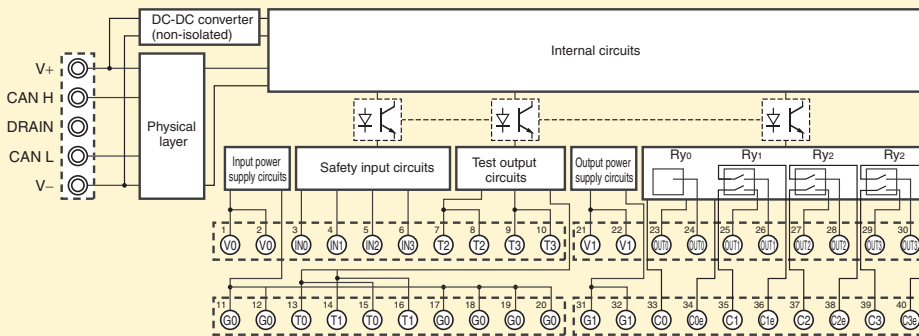 DC-DC converter
(non-isolated)
Internal circuits
V+
CAN H
DRAIN
CAN L
V−
Physical
layer
Input power
supply circuits
Safety input circuits
Test output
circuits
Output power
supply circuits
Ry0 Ry1 Ry2 Ry2
1 2 3 4 5 6 7 8 9 10 21 22 23 24 25 26 27 28 29 30
V0 V0 IN0 IN1 IN2 IN3 T2 T2 T3 T3 V1 V1 OUT0 OUT0 OUT1 OUT1 OUT2 OUT2 OUT3 OUT3
11 12 13 14 15 16 17 18 19 20 31 32 33 34 35 36 37 38 39 40
G0 G0 T0 T1 T0 T1 G0 G0 G0 G0 G1 G1 C0 C0e C1 C1e C2 C2e C3 C3e